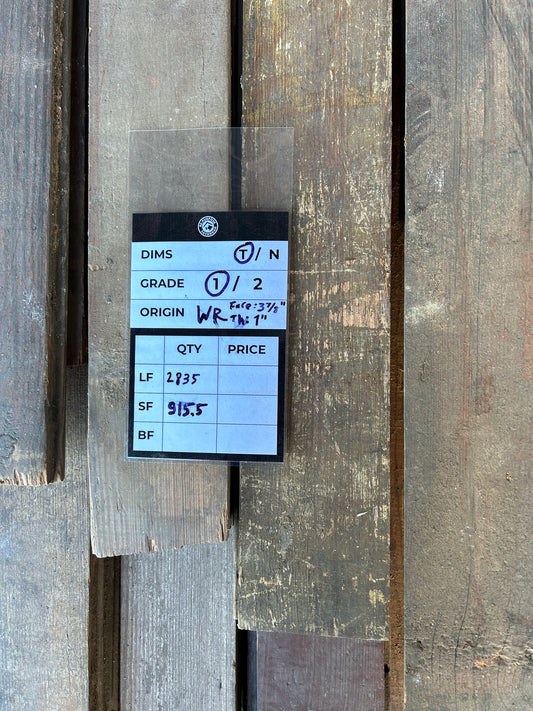 DIMS T / N
GRADE 1 / 2
ORIGIN WR Face: 3 7/8"
Th: 1"
QTY PRICE
LF 2835
SF 915.5
BF